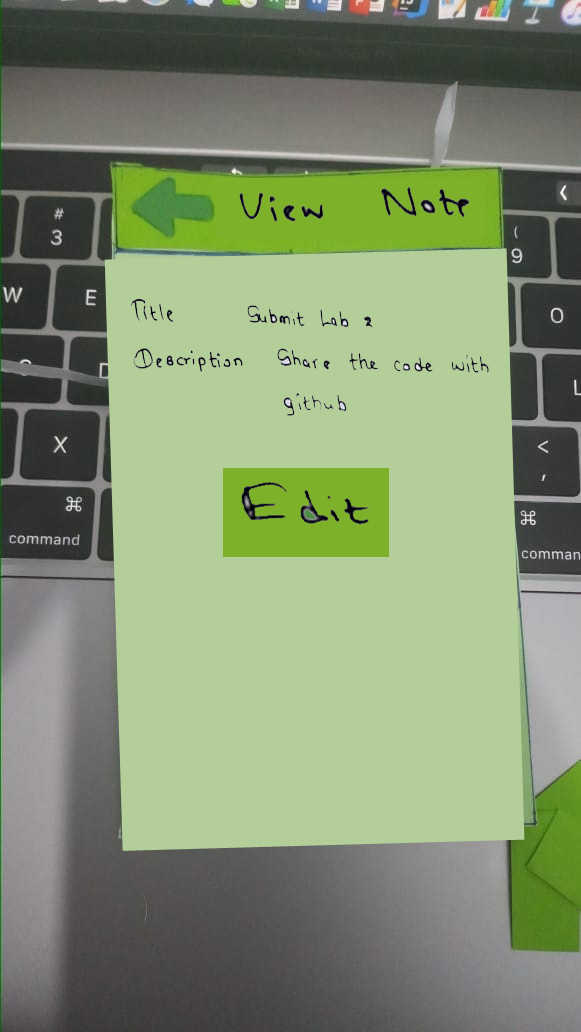 View Note
# 3
( 9
W E
O
Title Submit Lab 2
Description Share the code with
github
L
X
<
,
Edit
⌘
command
⌘
comman